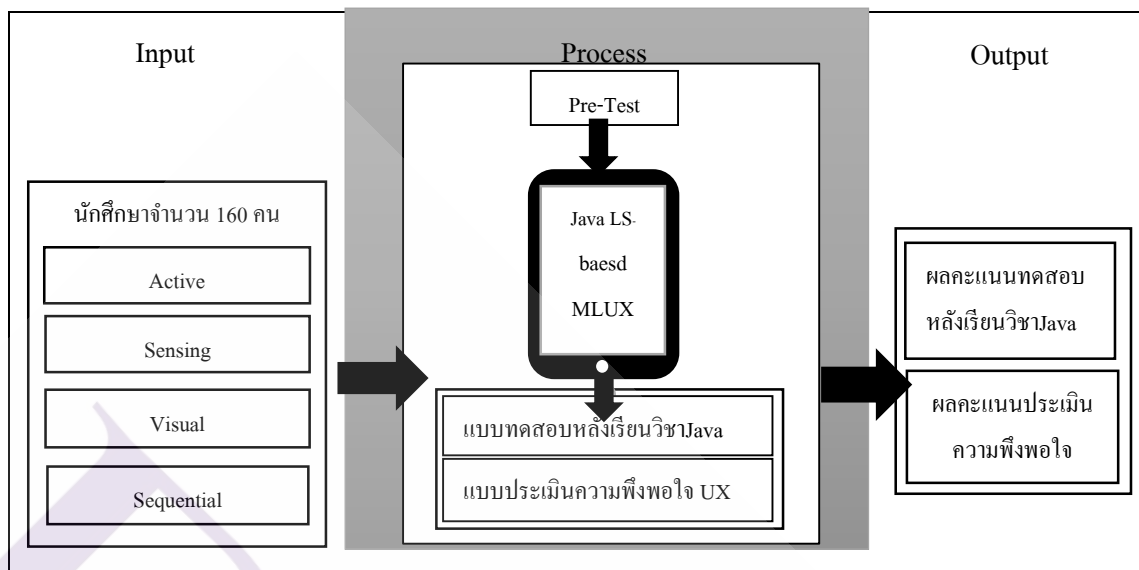 Input
นักศึกษาจำนวน 160 คน
Active
Sensing
Visual
Sequential
Process
Pre-Test
Java LS-
baesd
MLUX
แบบทดสอบหลังเรียนวิชาJava
แบบประเมินความพึงพอใจ UX
Output
ผลคะแนนทดสอบ
หลังเรียนวิชาJava
ผลคะแนนประเมิน
ความพึงพอใจ